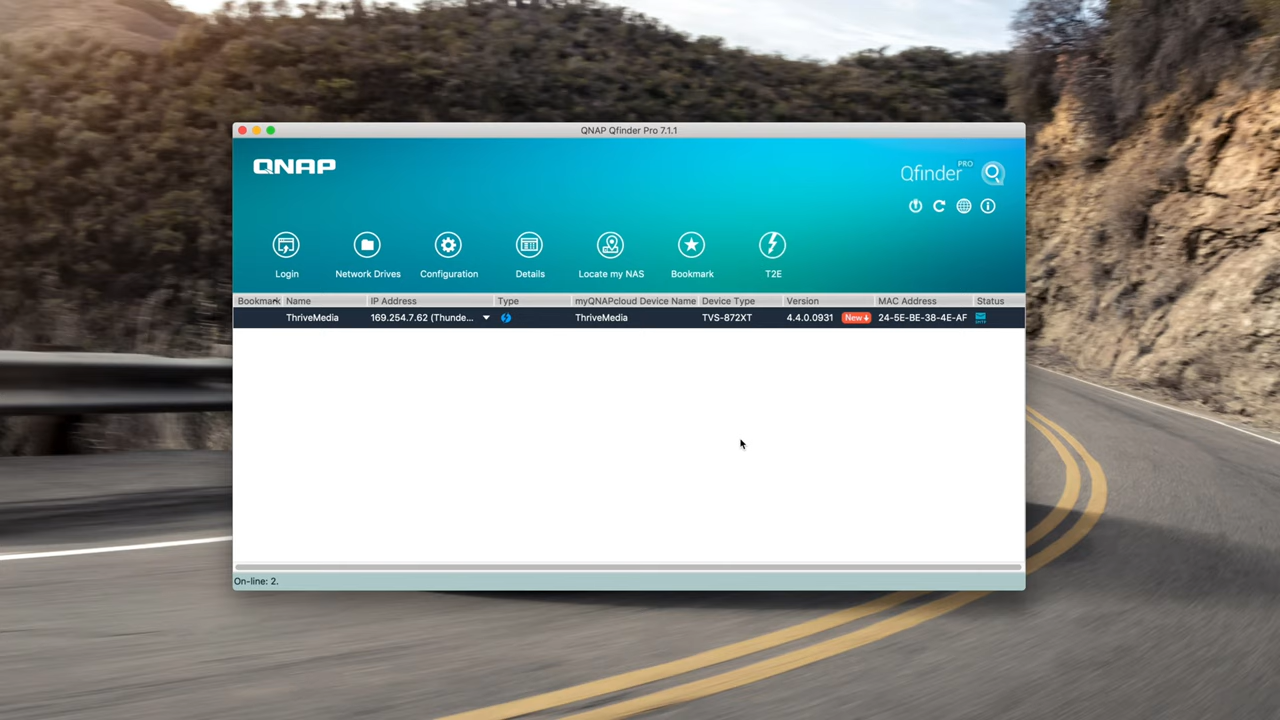 QNAP Qfinder Pro 7.1.1
QNAP
Qfinder PRO
Login Network Drives Configuration Details Locate my NAS Bookmark T2E
Bookmark Name IP Address Type myQNAPcloud Device Name Device Type Version MAC Address Status
ThriveMedia 169.254.7.62 (Thunde... ThriveMedia TVS-872XT 4.4.0.0931 New 24-5E-BE-38-4E-AF
On-line: 2.